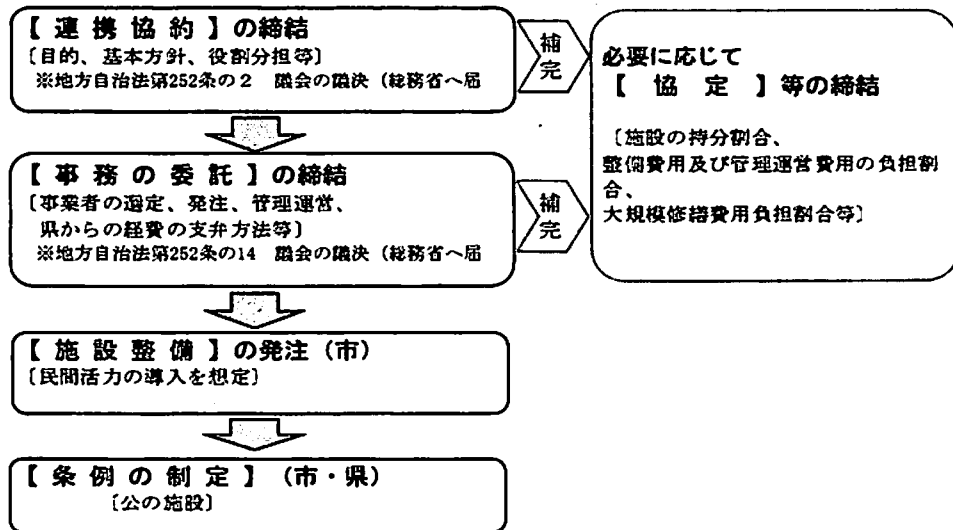 【 連 携 協 約 】の締結
〔目的、基本方針、役割分担等〕
※地方自治法第252条の2　議会の議決（総務省へ届
補完
必要に応じて
【　協　定　】等の締結
〔施設の持分割合、
整備費用及び管理運営費用の負担割
合、
大規模修繕費用負担割合等〕
【 事 務 の 委 託 】の締結
〔事業者の選定、発注、管理運営、
県からの経費の支弁方法等〕
※地方自治法第252条の14　議会の議決（総務省へ届
補完
【 施 設 整 備 】の発注（市）
〔民間活力の導入を想定〕
【 条 例 の 制 定 】（市・県）
〔公の施設〕